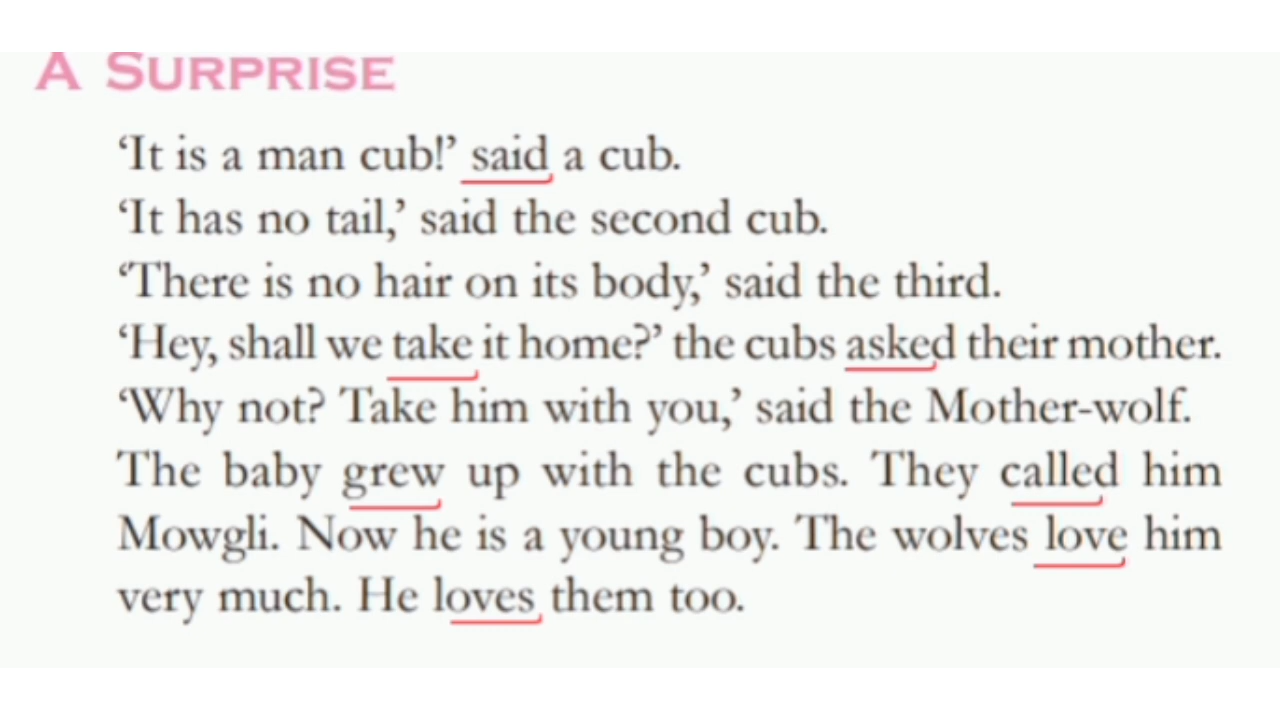 A SURPRISE
‘It is a man cub!’ said a cub.
‘It has no tail,’ said the second cub.
‘There is no hair on its body,’ said the third.
‘Hey, shall we take it home?’ the cubs asked their mother.
‘Why not? Take him with you,’ said the Mother-wolf.
The baby grew up with the cubs. They called him
Mowgli. Now he is a young boy. The wolves love him
very much. He loves them too.